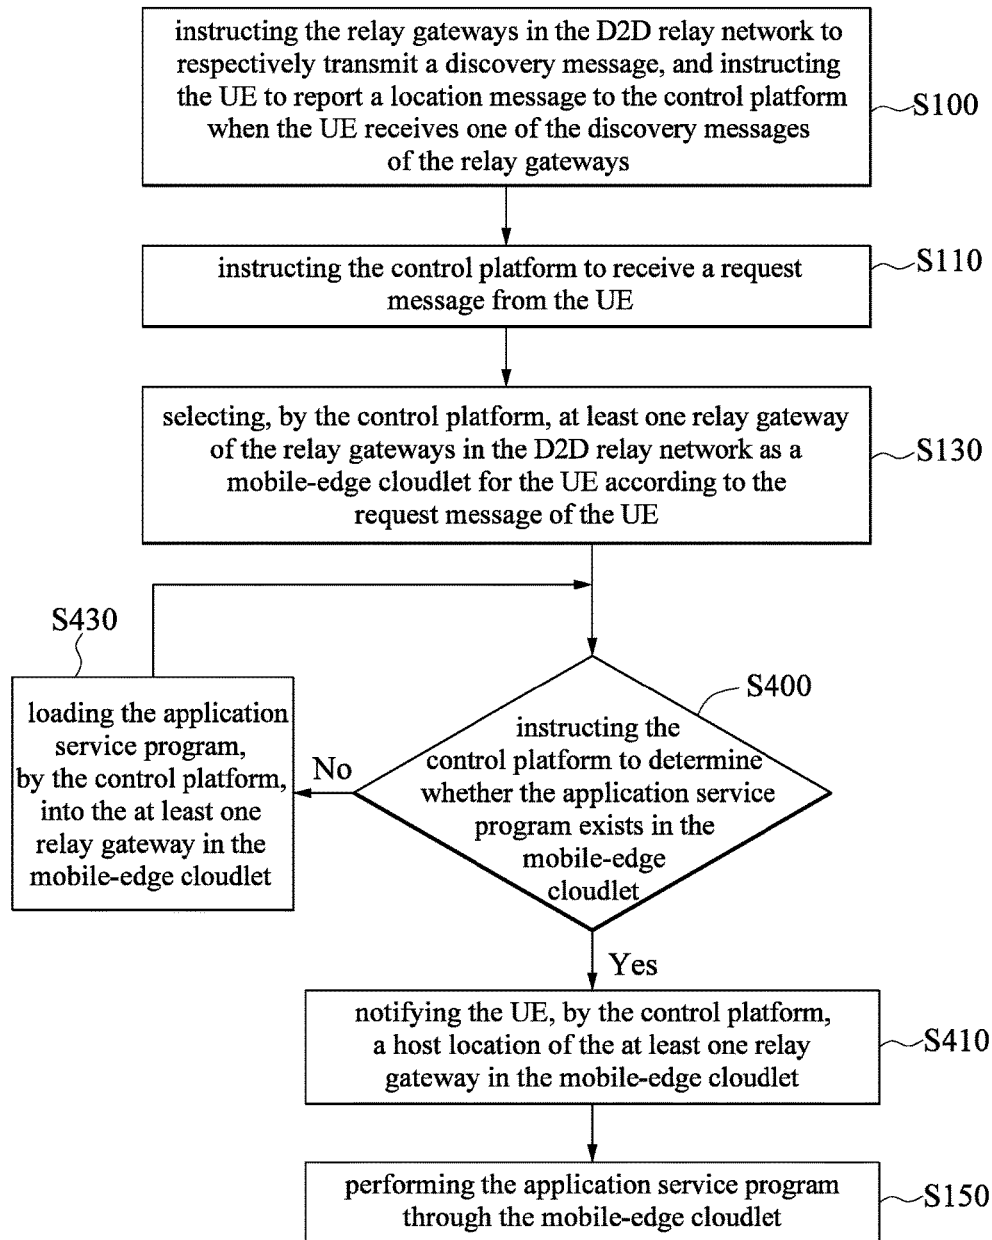 instructing the relay gateways in the D2D relay network to
respectively transmit a discovery message, and instructing
the UE to report a location message to the control platform
when the UE receives one of the discovery messages
of the relay gateways
S100
instructing the control platform to receive a request
message from the UE
S110
selecting, by the control platform, at least one relay gateway
of the relay gateways in the D2D relay network as a
mobile-edge cloudlet for the UE according to the
request message of the UE
S130
S430
loading the application
service program,
by the control platform,
into the at least one
relay gateway in the
mobile-edge cloudlet
No
S400
instructing the
control platform to determine
whether the application service
program exists in the
mobile-edge
cloudlet
Yes
notifying the UE, by the control platform,
a host location of the at least one relay
gateway in the mobile-edge cloudlet
S410
performing the application service program
through the mobile-edge cloudlet
S150